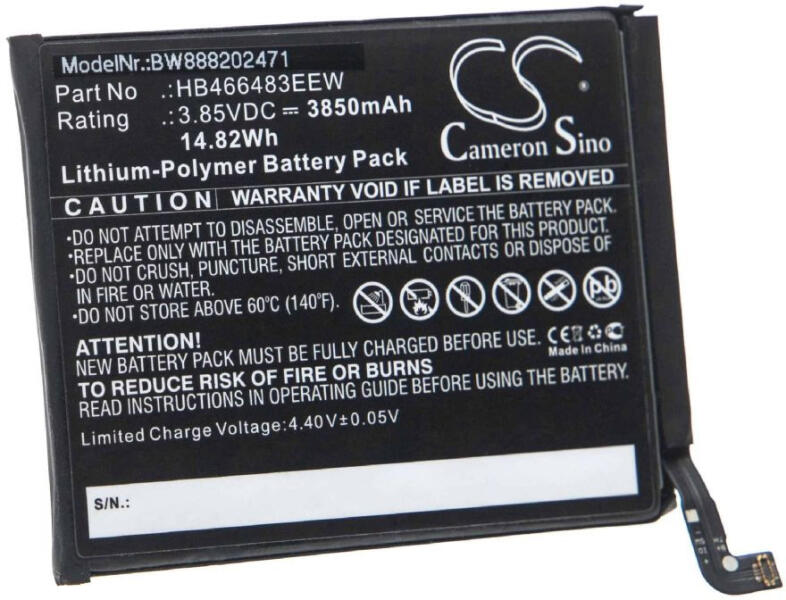 ModelNr.:BW888202471
Part No .:HB466483EEW
Rating .:3.85VDC ⎓ 3850mAh
14.82Wh
Lithium-Polymer Battery Pack
CS
Cameron Sino
CAUTION WARRANTY VOID IF LABEL IS REMOVED
•DO NOT ATTEMPT TO DISASSEMBLE, OPEN OR SERVICE THE BATTERY PACK.
•REPLACE ONLY WITH THE BATTERY PACK DESIGNATED FOR THIS PRODUCT.
•DO NOT CRUSH, PUNCTURE, SHORT EXTERNAL CONTACTS OR DISPOSE OF
IN FIRE OR WATER.
•DO NOT STORE ABOVE 60°C (140°F).
Pb
ATTENTION!
NEW BATTERY PACK MUST BE FULLY CHARGED BEFORE USE.
CE
Made in China
TO REDUCE RISK OF FIRE OR BURNS
READ INSTRUCTIONS IN OPERATING GUIDE BEFORE USE THE BATTERY.
Limited Charge Voltage:4.40V±0.05V
S/N.: